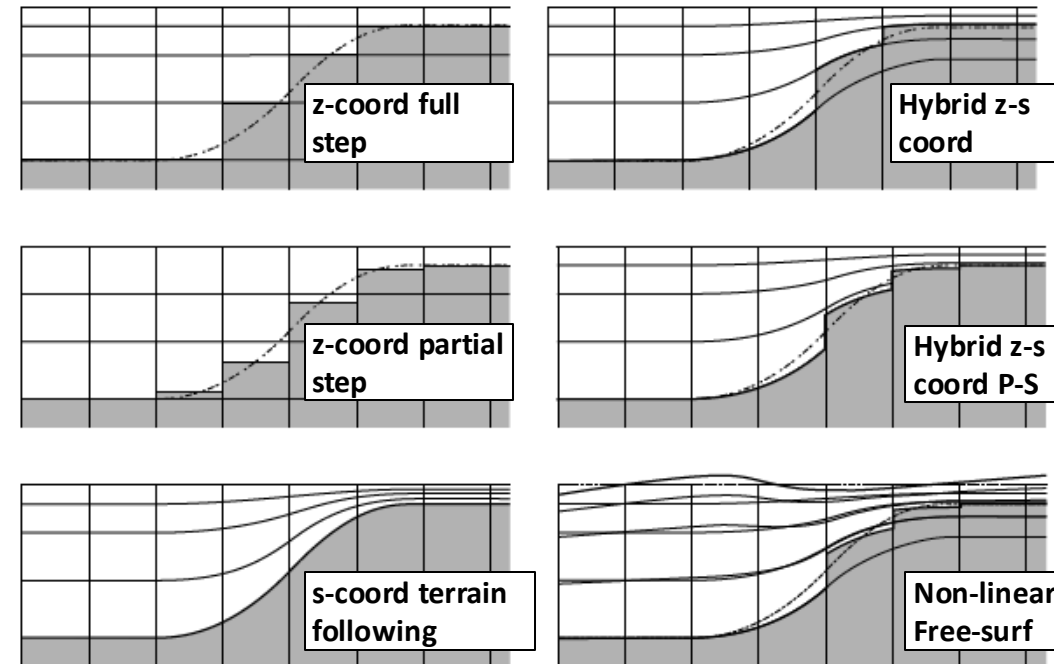 z-coord full
step
Hybrid z-s
coord
z-coord partial
step
Hybrid z-s
coord P-S
s-coord terrain
following
Non-linear
Free-surf